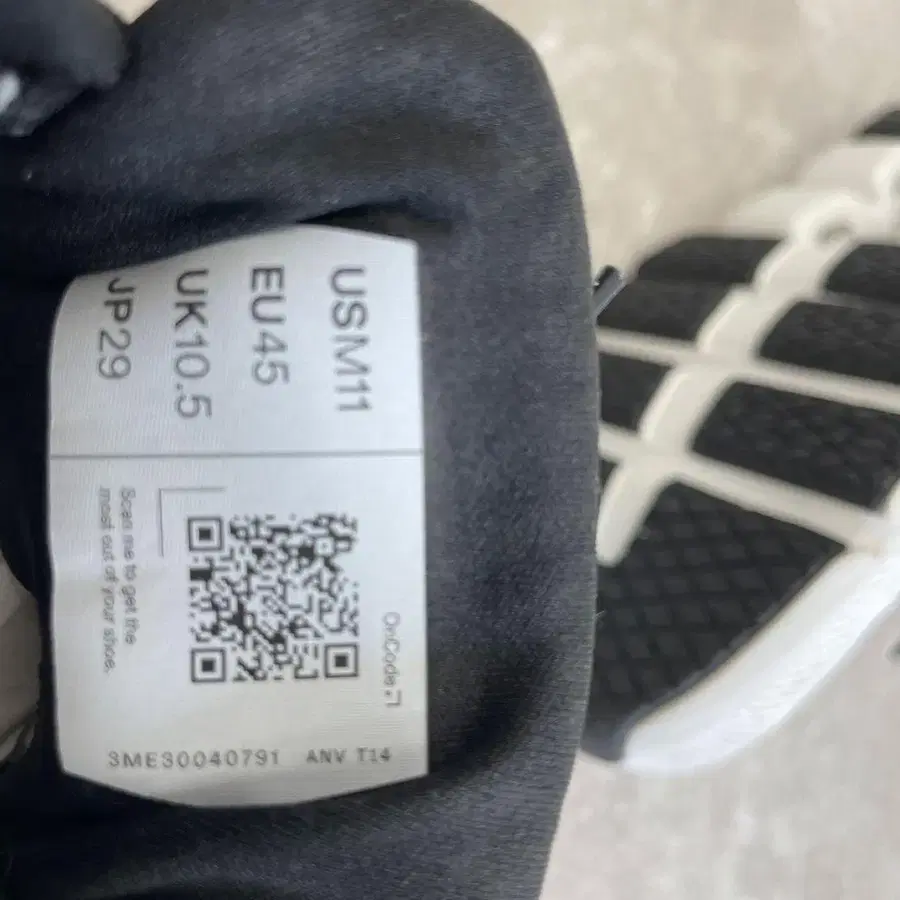 USM11
EU45
UK10.5
JP29
OnCode
Scan me to get the
most out of your shoe.
3ME30040791 ANV T14